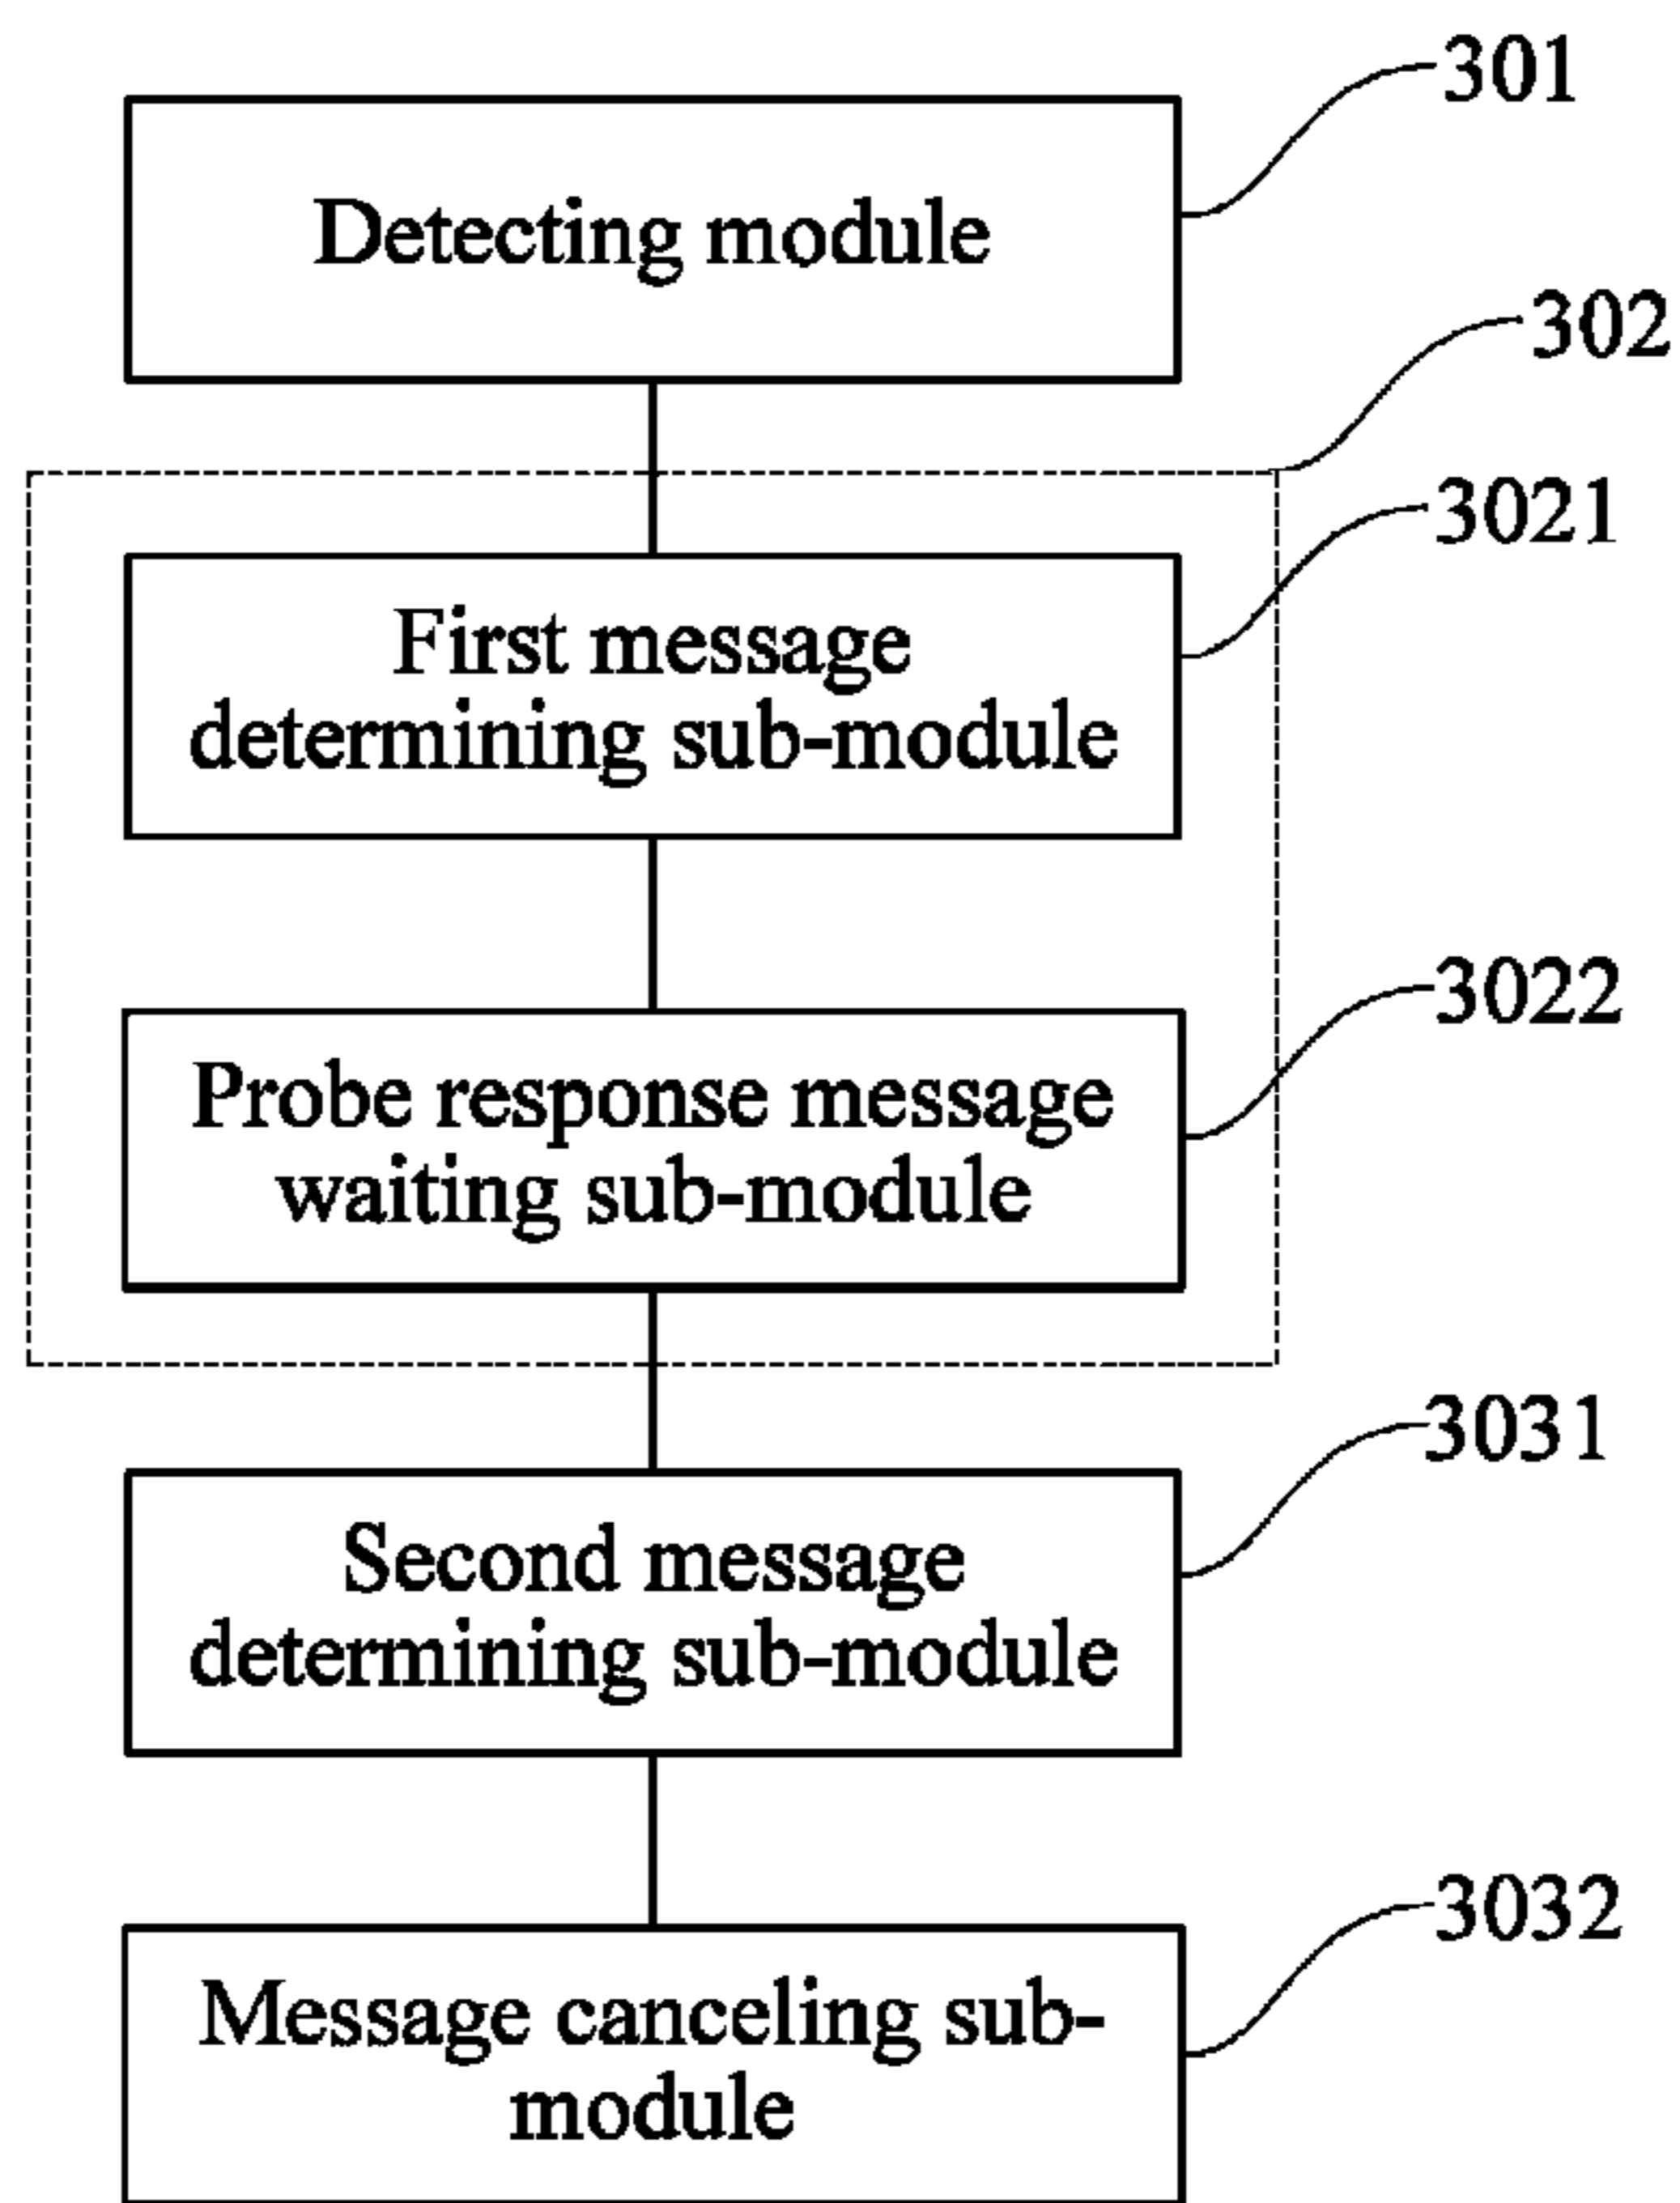 301
Detecting module
302
3021
First message
determining sub-module
3022
Probe response message
waiting sub-module
3031
Second message
determining sub-module
3032
Message canceling sub-
module